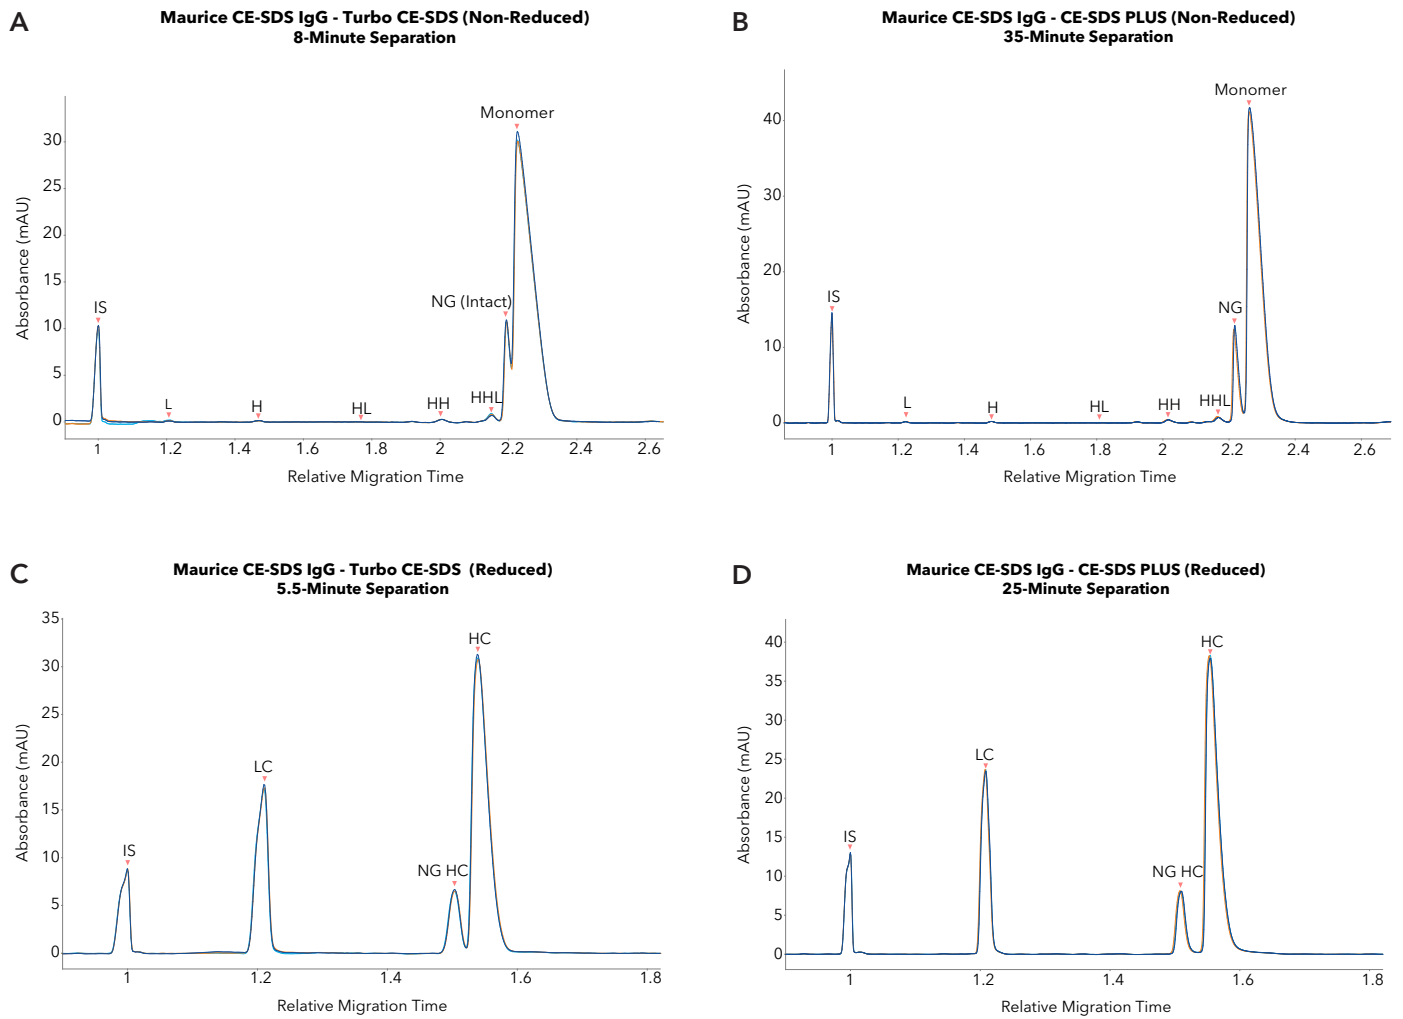 A
Maurice CE-SDS IgG - Turbo CE-SDS (Non-Reduced)
8-Minute Separation
Absorbance (mAU)
30
25
20
15
10
5
0
IS
L
H
HL
HH
HHL
NG (Intact)
Monomer
1
1.2
1.4
1.6
1.8
2
2.2
2.4
2.6
Relative Migration Time
B
Maurice CE-SDS IgG - CE-SDS PLUS (Non-Reduced)
35-Minute Separation
Absorbance (mAU)
40
30
20
10
0
IS
L
H
HL
HH
HHL
NG
Monomer
1
1.2
1.4
1.6
1.8
2
2.2
2.4
2.6
Relative Migration Time
C
Maurice CE-SDS IgG - Turbo CE-SDS (Reduced)
5.5-Minute Separation
Absorbance (mAU)
35
30
25
20
15
10
5
0
IS
LC
NG HC
HC
1
1.2
1.4
1.6
1.8
Relative Migration Time
D
Maurice CE-SDS IgG - CE-SDS PLUS (Reduced)
25-Minute Separation
Absorbance (mAU)
40
35
30
25
20
15
10
5
0
IS
LC
NG HC
HC
1
1.2
1.4
1.6
1.8
Relative Migration Time